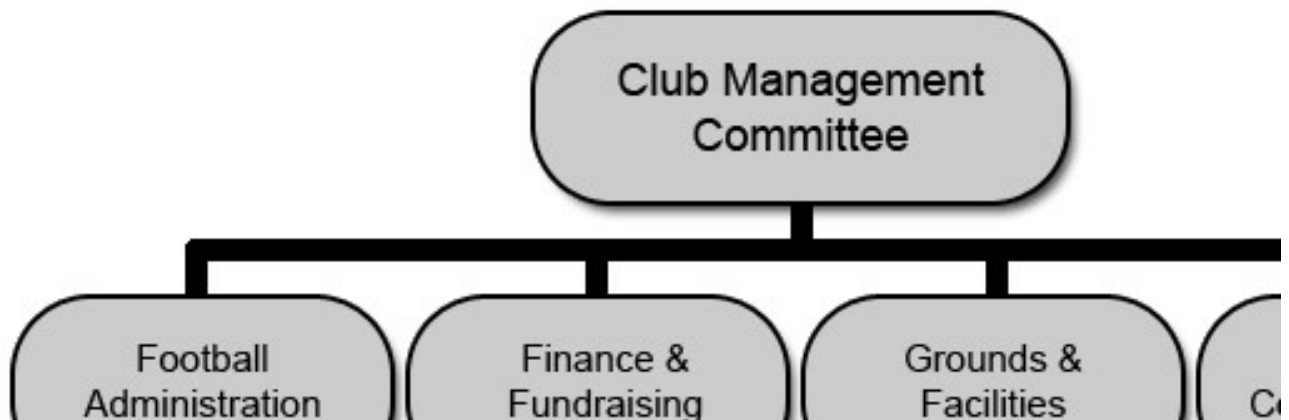 Club Management
Committee
Football
Administration
Finance &
Fundraising
Grounds &
Facilities